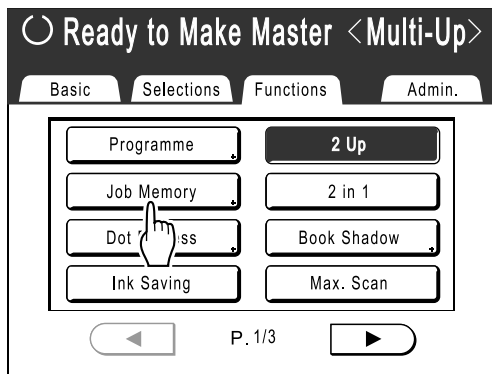 Ready to Make Master <Multi-Up>
Basic Selections Functions Admin.
Programme 2 Up
Job Memory 2 in 1
Dot ess Book Shadow
Ink Saving Max. Scan
P. 1/3